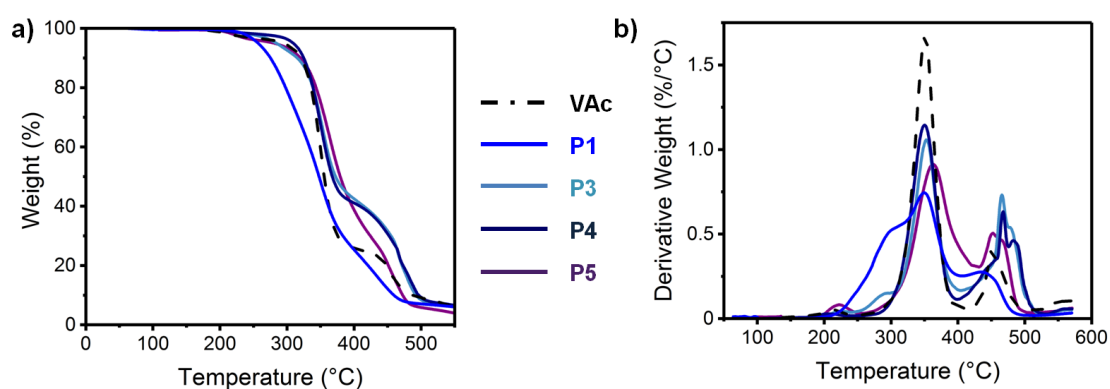 a)
100
80
60
40
20
0
0 100 200 300 400 500
Weight (%)
Temperature (°C)
VAc
P1
P3
P4
P5
b)
1.5
1.0
0.5
0
100 200 300 400 500 600
Derivative Weight (%/°C)
Temperature (°C)